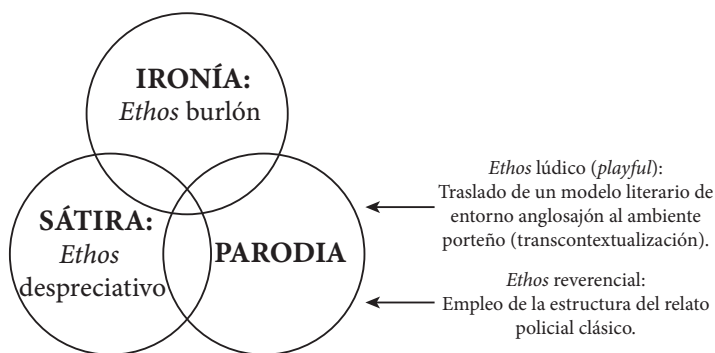 IRONÍA:
Ethos burlón
SÁTIRA:
Ethos
despreciativo
PARODIA
Ethos lúdico (playful):
Traslado de un modelo literario de
entorno anglosajón al ambiente
porteño (transcontextualización).
Ethos reverencial:
Empleo de la estructura del relato
policial clásico.